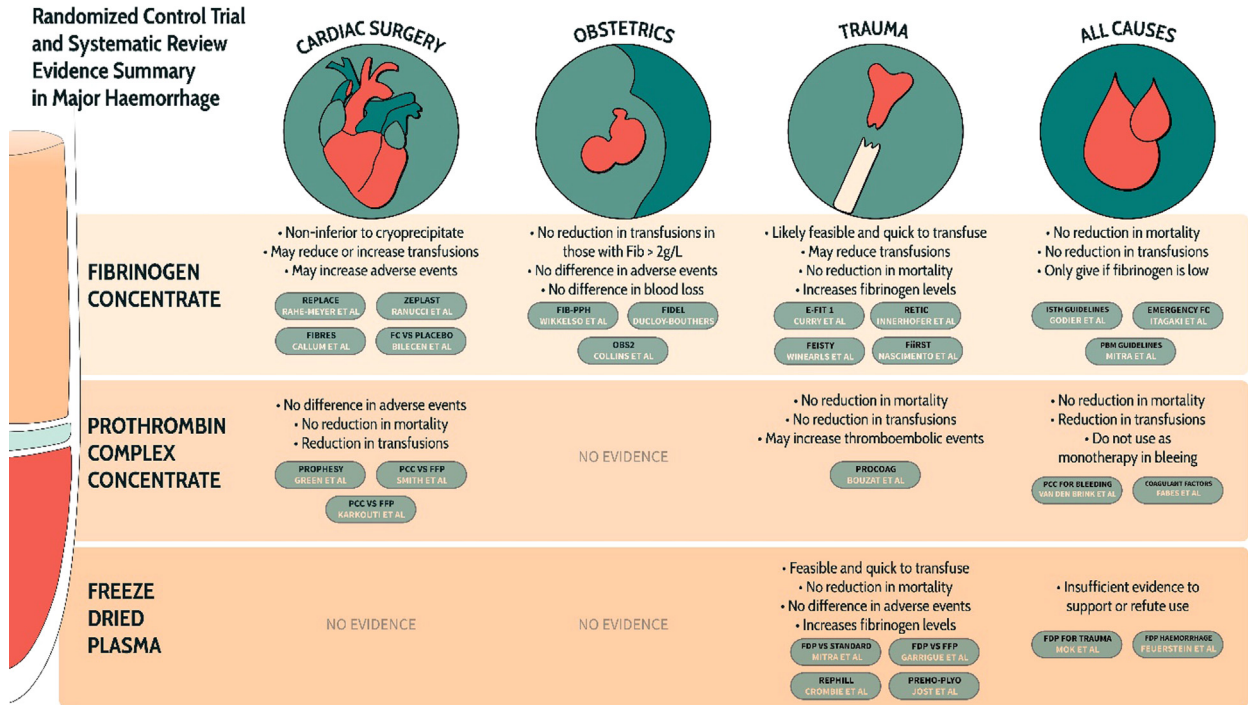 Randomized Control Trial
and Systematic Review
Evidence Summary
in Major Haemorrhage
CARDIAC SURGERY
OBSTETRICS
TRAUMA
ALL CAUSES
FIBRINOGEN
CONCENTRATE
• Non-inferior to cryoprecipitate
• May reduce or increase transfusions
• May increase adverse events
REPLACE
RAHE-MEYER ET AL
ZEPLAST
RANUCCI ET AL
FIBRES
CALLUM ET AL
FC VS PLACEBO
BILECEN ET AL
• No reduction in transfusions in
those with Fib > 2g/L
• No difference in adverse events
• No difference in blood loss
FIB-PPH
WIKKELSO ET AL
FIDEL
DUCLOY-BOUTHERS
OBS2
COLLINS ET AL
• Likely feasible and quick to transfuse
• May reduce transfusions
• No reduction in mortality
• Increases fibrinogen levels
E-FIT 1
CURRY ET AL
RETIC
INNERHOFER ET AL
FEISTY
WINEARLS ET AL
FiiRST
NASCIMENTO ET AL
• No reduction in mortality
• No reduction in transfusions
• Only give if fibrinogen is low
ISTH GUIDELINES
GODIER ET AL
EMERGENCY FC
ITAGAKI ET AL
PBM GUIDELINES
MITRA ET AL
PROTHROMBIN
COMPLEX
CONCENTRATE
• No difference in adverse events
• No reduction in mortality
• Reduction in transfusions
PROPHESY
GREEN ET AL
PCC VS FFP
SMITH ET AL
PCC VS FFP
KARKOUTI ET AL
NO EVIDENCE
• No reduction in mortality
• No reduction in transfusions
• May increase thromboembolic events
PROCOAG
BOUZAT ET AL
• No reduction in mortality
• Reduction in transfusions
• Do not use as
monotherapy in bleeing
PCC FOR BLEEDING
VAN DEN BRINK ET AL
COAGULANT FACTORS
FABES ET AL
FREEZE
DRIED
PLASMA
NO EVIDENCE
NO EVIDENCE
• Feasible and quick to transfuse
• No reduction in mortality
• No difference in adverse events
• Increases fibrinogen levels
FDP VS STANDARD
MITRA ET AL
FDP VS FFP
GARRIGUE ET AL
REPHILL
CROMBIE ET AL
PREHO-PLYO
JOST ET AL
• Insufficient evidence to
support or refute use
FDP FOR TRAUMA
MOK ET AL
FDP HAEMORRHAGE
FEUERSTEIN ET AL